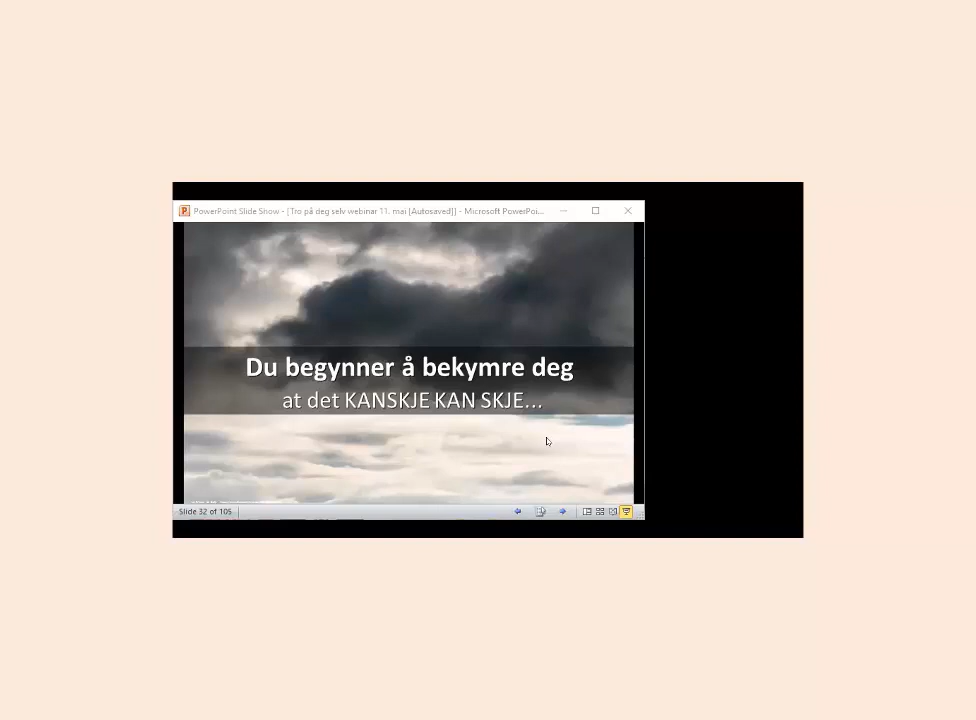 PowerPoint Slide Show - [Tro på deg selv webinar 11. mai [Autosaved]] - Microsoft PowerPoi...
Du begynner å bekymre deg
at det KANSKJE KAN SKJE...
Slide 32 of 105